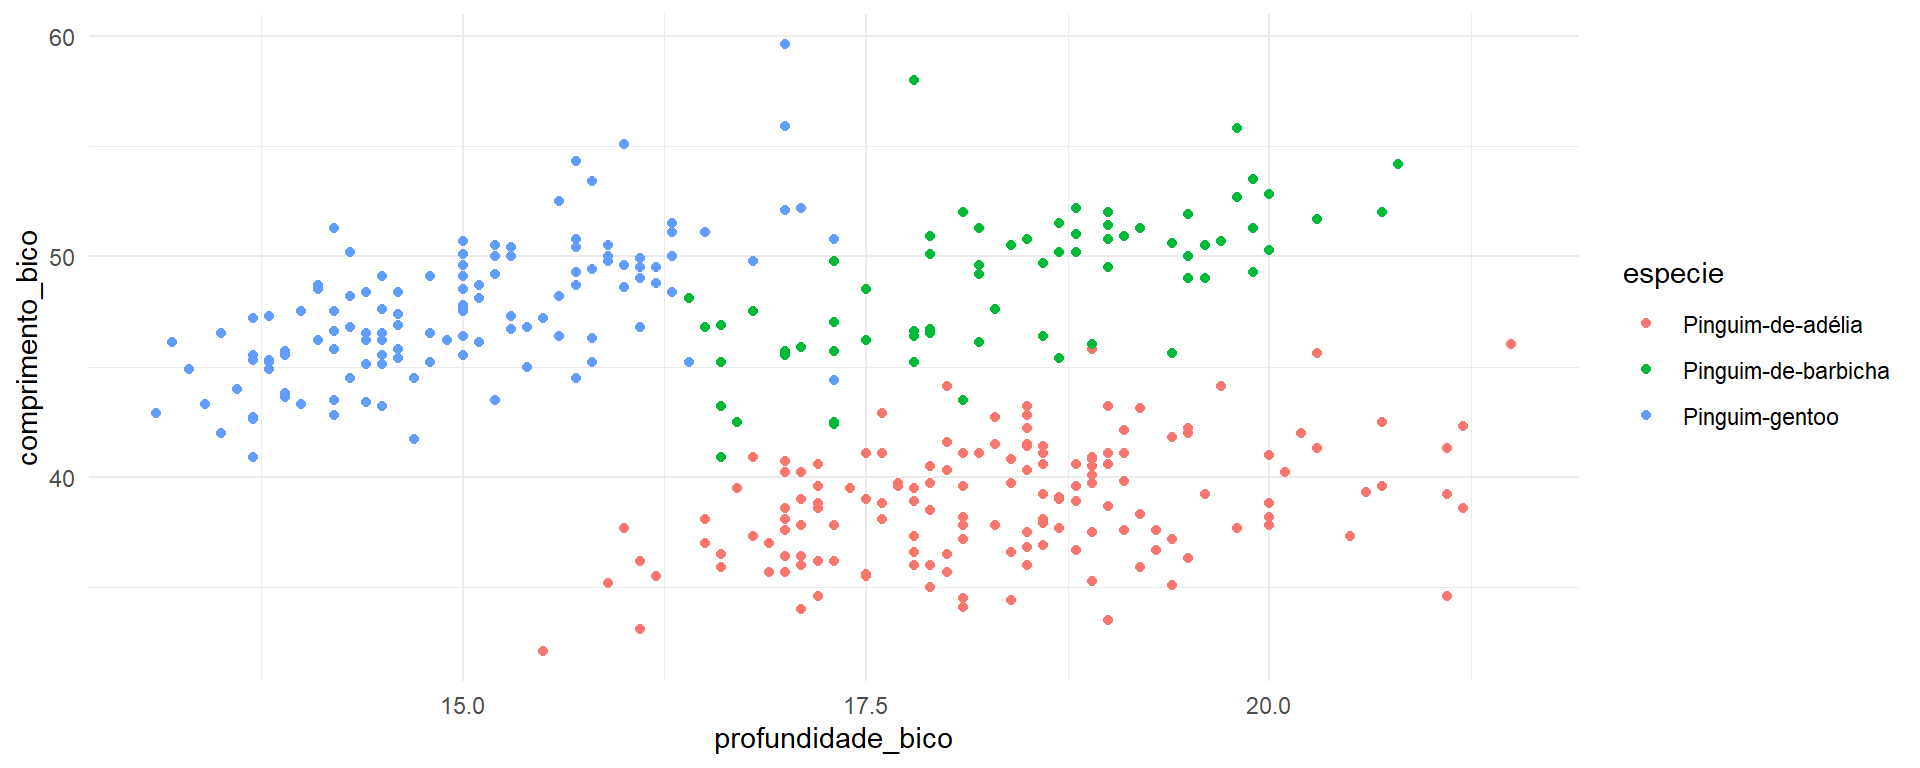 60
50
40
comprimento_bico
15.0
17.5
20.0
profundidade_bico
especie
Pinguim-de-adélia
Pinguim-de-barbicha
Pinguim-gentoo